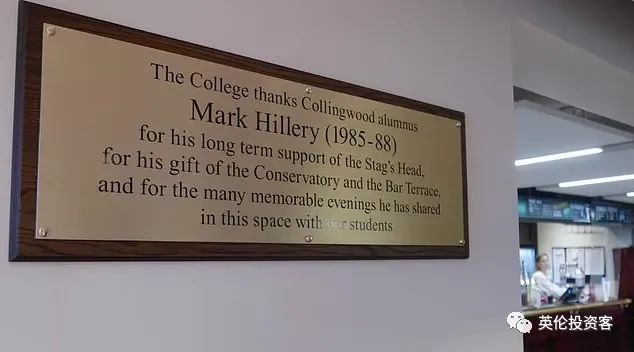 The College thanks Collingwood alumnus
Mark Hillery (1985-88)
for his long term support of the Stag's Head,
for his gift of the Conservatory and the Bar Terrace,
and for the many memorable evenings he has shared
in this space with our students
英伦投资客